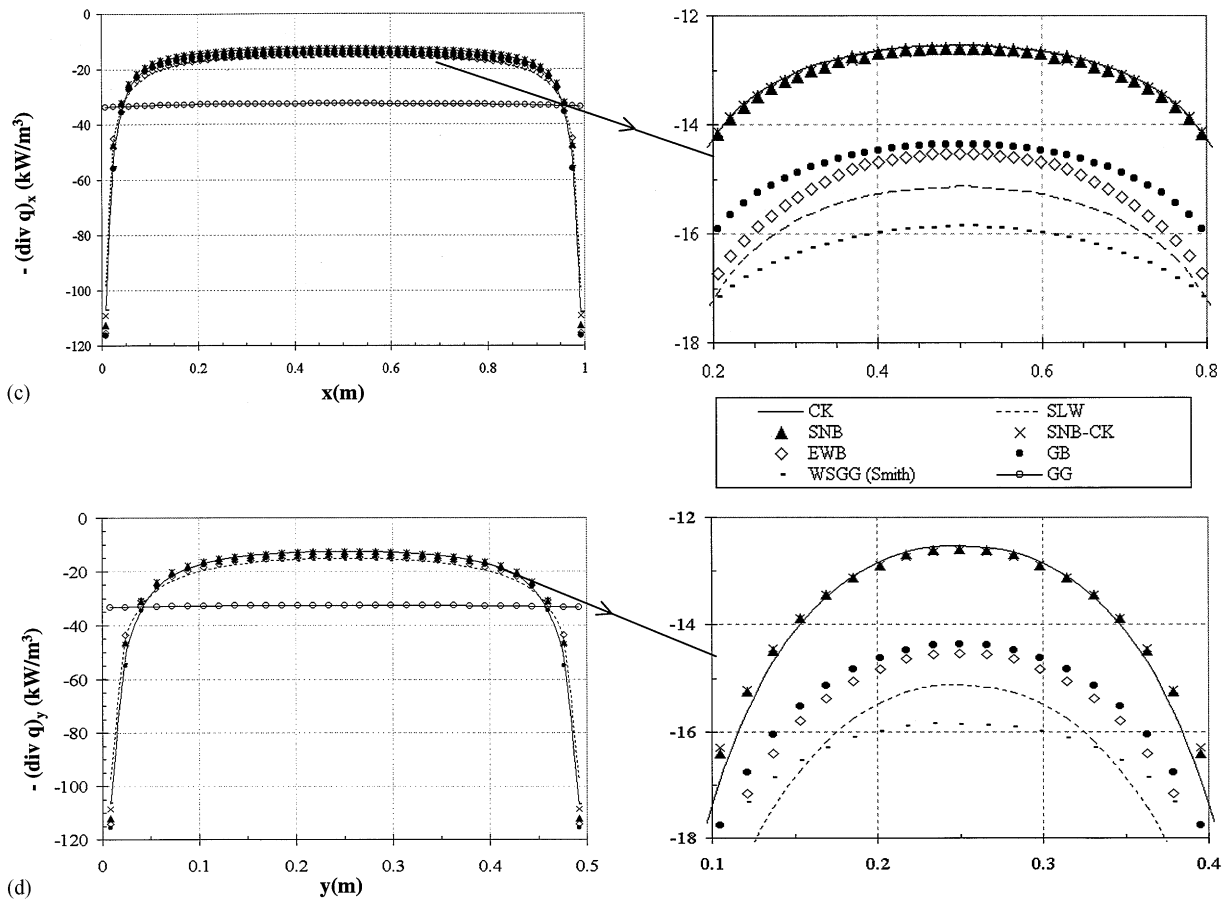 0
-20
-40
-60
-80
-100
-120
0 0.2 0.4 0.6 0.8 1
- (div q)x (kW/m³)
x(m)
(c)
-12
-14
-16
-18
0.2 0.4 0.6 0.8
CK SLW
SNB SNB-CK
EWB GB
WSGG (Smith) GG
0
-20
-40
-60
-80
-100
-120
0 0.1 0.2 0.3 0.4 0.5
- (div q)y (kW/m³)
y(m)
(d)
-12
-14
-16
-18
0.1 0.2 0.3 0.4